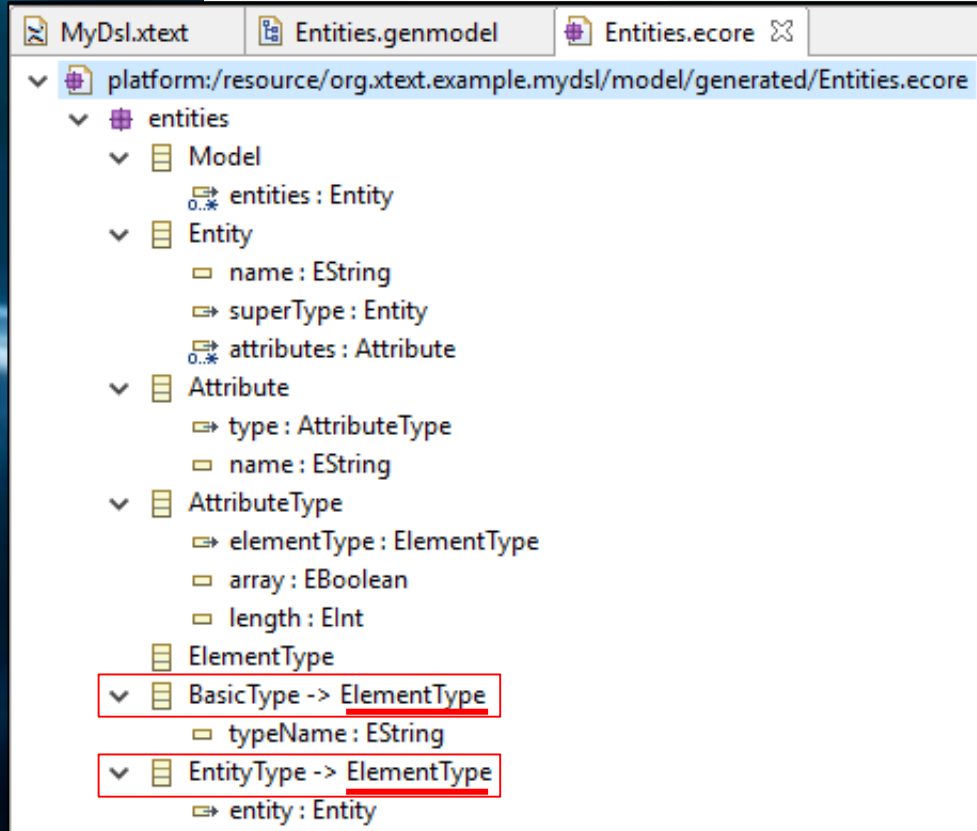 MyDsl.xtext Entities.genmodel Entities.ecore
platform:/resource/org.xtext.example.mydsl/model/generated/Entities.ecore
entities
Model
0..* entities : Entity
Entity
name : EString
superType : Entity
0..* attributes : Attribute
Attribute
type : AttributeType
name : EString
AttributeType
elementType : ElementType
array : EBoolean
length : EInt
ElementType
BasicType -> ElementType
typeName : EString
EntityType -> ElementType
entity : Entity